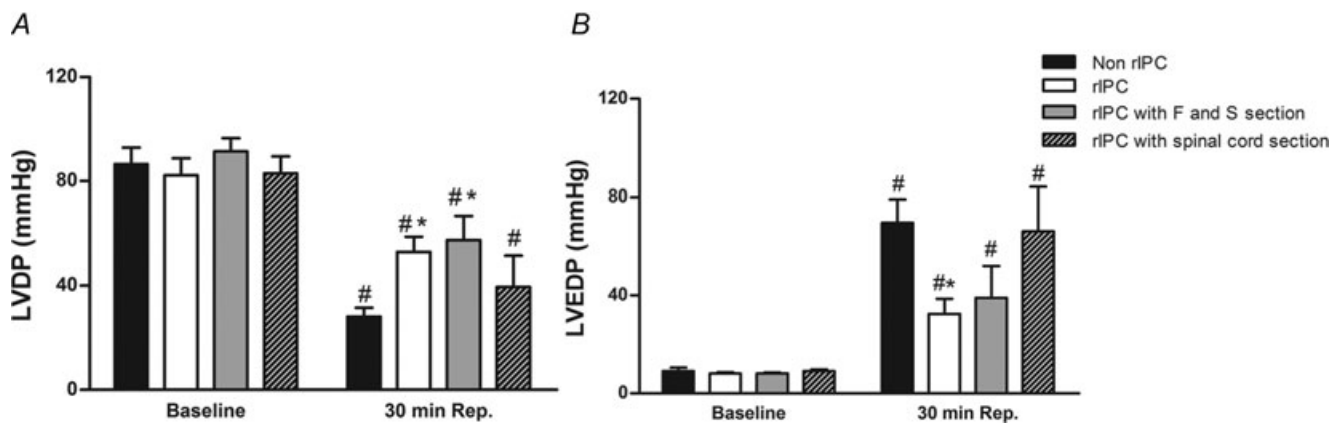 A
LVDP (mmHg)
120
80
40
0
#
#*
#*
#
Baseline
30 min Rep.
B
LVEDP (mmHg)
120
80
40
0
#
#*
#
#
Baseline
30 min Rep.
Non rIPC
rIPC
rIPC with F and S section
rIPC with spinal cord section